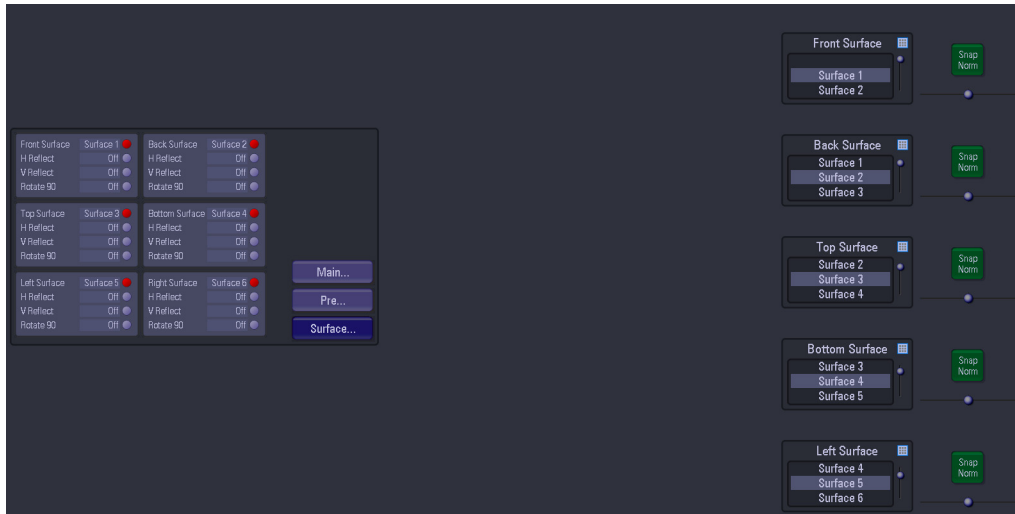 Front Surface Surface 1
H Reflect Off
V Reflect Off
Rotate 90 Off
Back Surface Surface 2
H Reflect Off
V Reflect Off
Rotate 90 Off
Top Surface Surface 3
H Reflect Off
V Reflect Off
Rotate 90 Off
Bottom Surface Surface 4
H Reflect Off
V Reflect Off
Rotate 90 Off
Left Surface Surface 5
H Reflect Off
V Reflect Off
Rotate 90 Off
Right Surface Surface 6
H Reflect Off
V Reflect Off
Rotate 90 Off
Main...
Pre...
Surface...
Front Surface
Surface 1
Surface 2
Snap
Norm
Back Surface
Surface 1
Surface 2
Surface 3
Snap
Norm
Top Surface
Surface 2
Surface 3
Surface 4
Snap
Norm
Bottom Surface
Surface 3
Surface 4
Surface 5
Snap
Norm
Left Surface
Surface 4
Surface 5
Surface 6
Snap
Norm